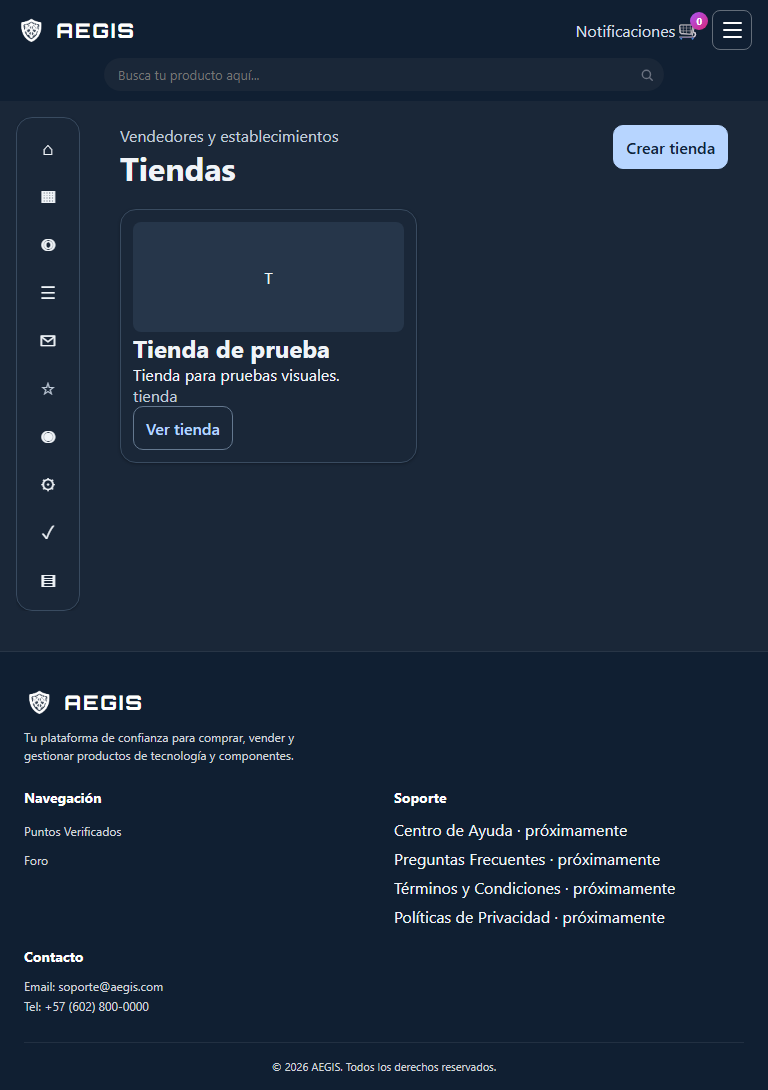 AEGIS
Notificaciones
0
Busca tu producto aquí...
Vendedores y establecimientos
Tiendas
Crear tienda
T
Tienda de prueba
Tienda para pruebas visuales.
tienda
Ver tienda
AEGIS
Tu plataforma de confianza para comprar, vender y
gestionar productos de tecnología y componentes.
Navegación
Puntos Verificados
Foro
Soporte
Centro de Ayuda · próximamente
Preguntas Frecuentes · próximamente
Términos y Condiciones · próximamente
Políticas de Privacidad · próximamente
Contacto
Email: soporte@aegis.com
Tel: +57 (602) 800-0000
© 2026 AEGIS. Todos los derechos reservados.